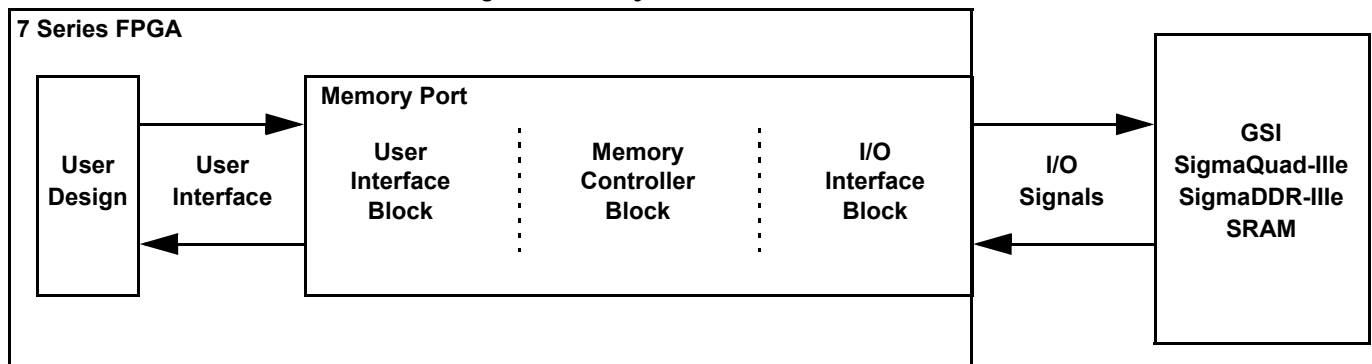 7 Series FPGA
Memory Port
User
Design
User
Interface
User
Interface
Block
Memory
Controller
Block
I/O
Interface
Block
I/O
Signals
GSI
SigmaQuad-IIIe
SigmaDDR-IIIe
SRAM